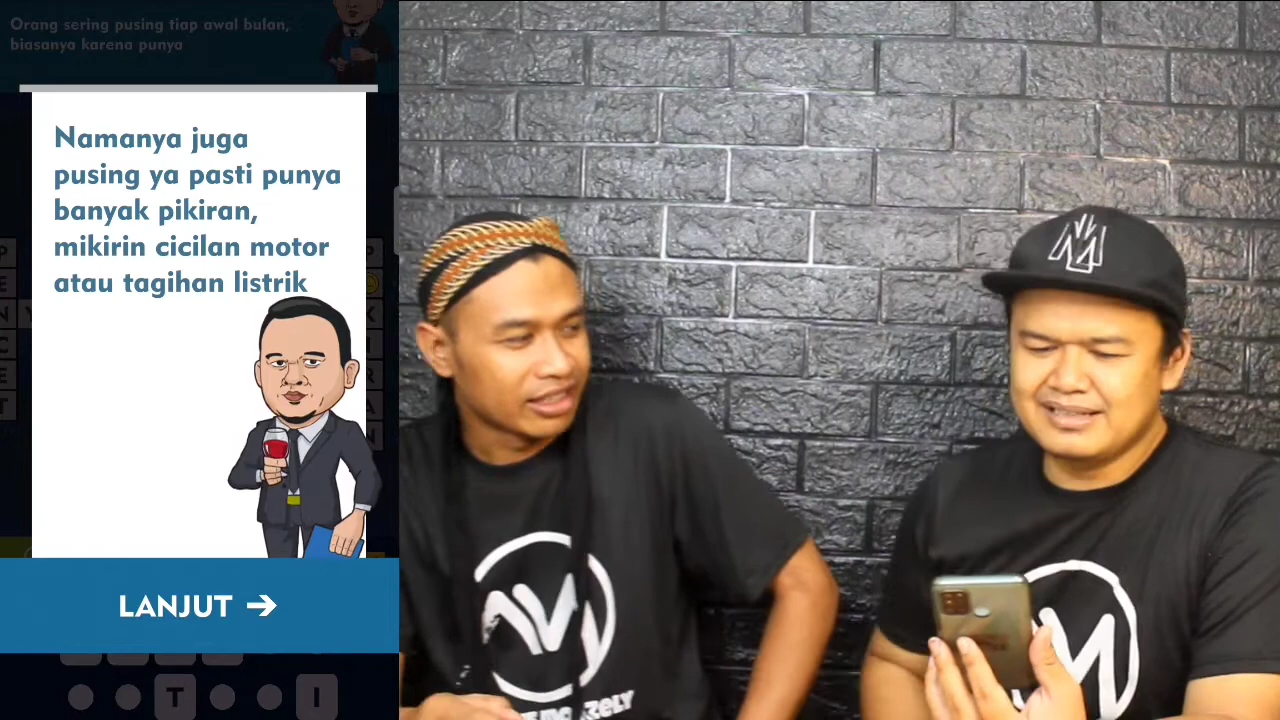 Orang sering pusing tiap awal bulan,
biasanya karena punya
Namanya juga
pusing ya pasti punya
banyak pikiran,
mikirin cicilan motor
atau tagihan listrik
LANJUT →
T I